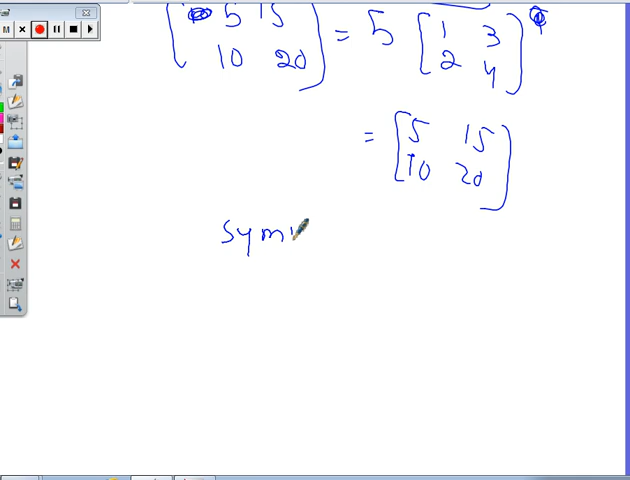 [5 15
10 20] = 5 [1 3
2 4]
= [5 15
10 20]
Sym